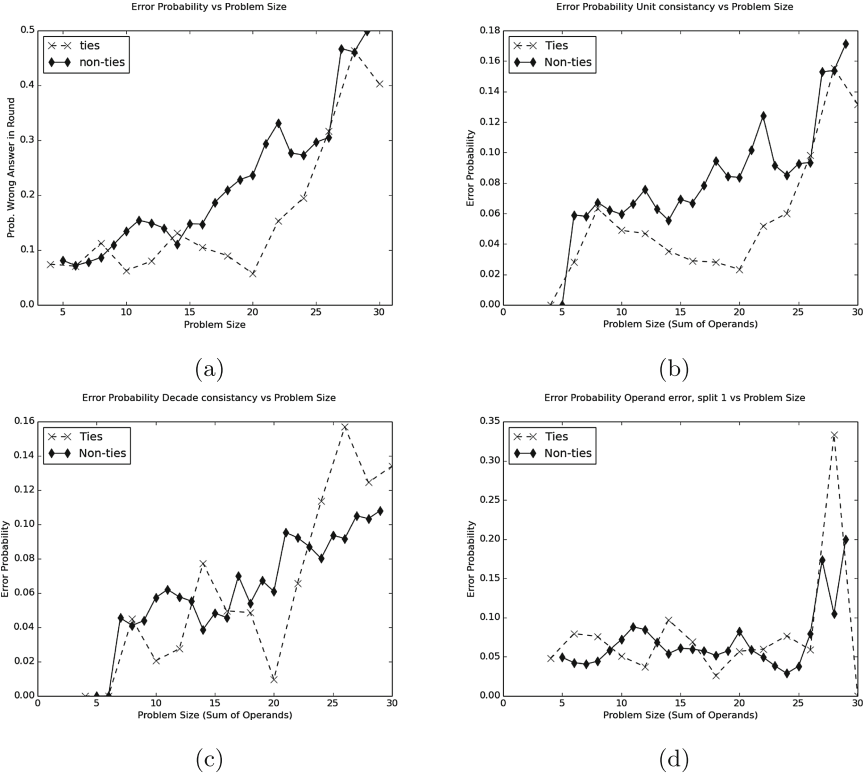 Error Probability vs Problem Size
0.5
0.4
0.3
0.2
0.1
0.0
Prob. Wrong Answer in Round
ties
non-ties
5 10 15 20 25 30
Problem Size
(a)
Error Probability Unit consistancy vs Problem Size
0.18
0.16
0.14
0.12
0.10
0.08
0.06
0.04
0.02
0.00
Error Probability
Ties
Non-ties
0 5 10 15 20 25 30
Problem Size (Sum of Operands)
(b)
Error Probability Decade consistancy vs Problem Size
0.16
0.14
0.12
0.10
0.08
0.06
0.04
0.02
0.00
Error Probability
Ties
Non-ties
0 5 10 15 20 25 30
Problem Size (Sum of Operands)
(c)
Error Probability Operand error, split 1 vs Problem Size
0.35
0.30
0.25
0.20
0.15
0.10
0.05
0.00
Error Probability
Ties
Non-ties
0 5 10 15 20 25 30
Problem Size (Sum of Operands)
(d)